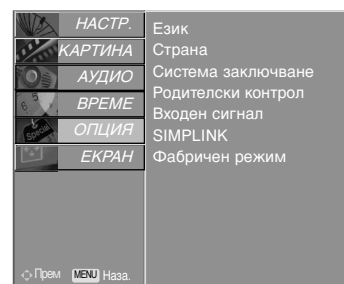 НАСТР.
КАРТИНА
АУДИО
ВРЕМЕ
ОПЦИЯ
ЕКРАН
Език
Страна
Система заключване
Родителски контрол
Входен сигнал
SIMPLINK
Фабричен режим
Прем MENU Наза.